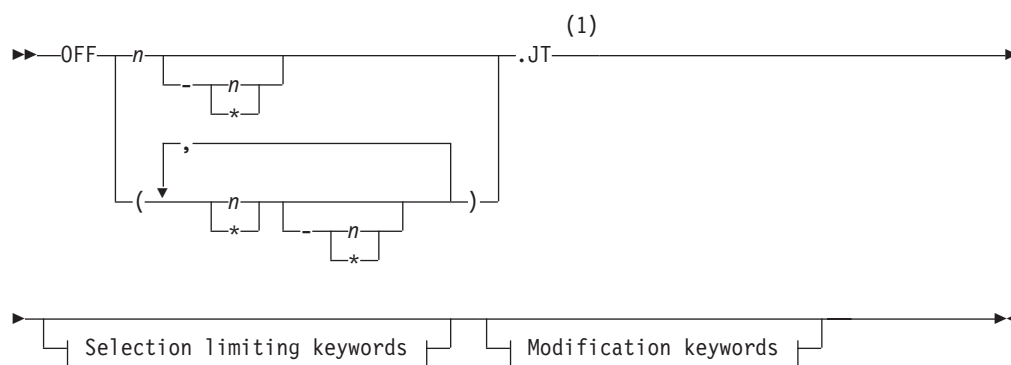 (1)
OFF n .JT
- n
*
,
( n )
* - n
*
Selection limiting keywords Modification keywords